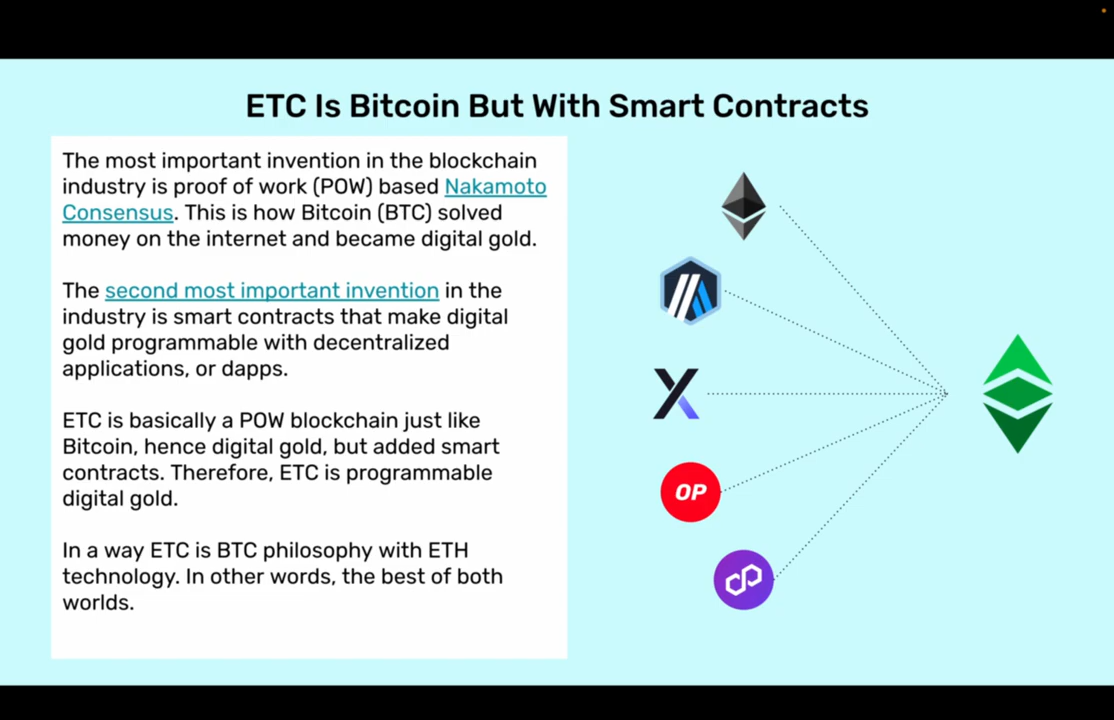 ETC Is Bitcoin But With Smart Contracts
The most important invention in the blockchain
industry is proof of work (POW) based Nakamoto
Consensus. This is how Bitcoin (BTC) solved
money on the internet and became digital gold.
The second most important invention in the
industry is smart contracts that make digital
gold programmable with decentralized
applications, or dapps.
ETC is basically a POW blockchain just like
Bitcoin, hence digital gold, but added smart
contracts. Therefore, ETC is programmable
digital gold.
In a way ETC is BTC philosophy with ETH
technology. In other words, the best of both
worlds.
OP